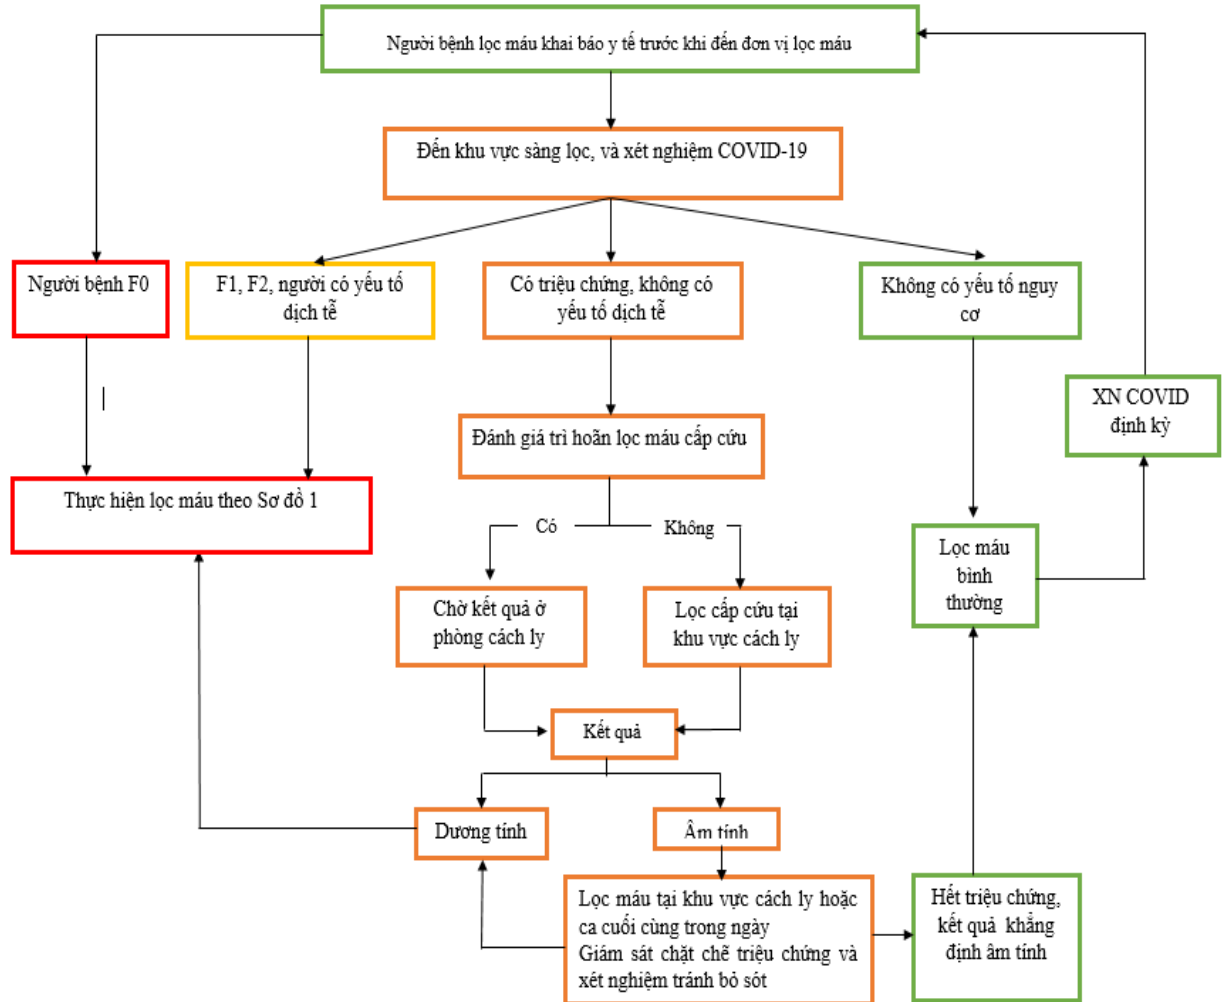 Người bệnh lọc máu khai báo y tế trước khi đến đơn vị lọc máu
Đến khu vực sàng lọc, và xét nghiệm COVID-19
Người bệnh F0
F1, F2, người có yếu tố
dịch tễ
Có triệu chứng, không có
yếu tố dịch tễ
Không có yếu tố nguy
cơ
XN COVID
định kỳ
Đánh giá trì hoãn lọc máu cấp cứu
Thực hiện lọc máu theo Sơ đồ 1
Có
Không
Lọc máu
bình
thường
Chờ kết quả ở
phòng cách ly
Lọc cấp cứu tại
khu vực cách ly
Kết quả
Dương tính
Âm tính
Lọc máu tại khu vực cách ly hoặc
ca cuối cùng trong ngày
Giám sát chặt chẽ triệu chứng và
xét nghiệm tránh bỏ sót
Hết triệu chứng,
kết quả khẳng
định âm tính